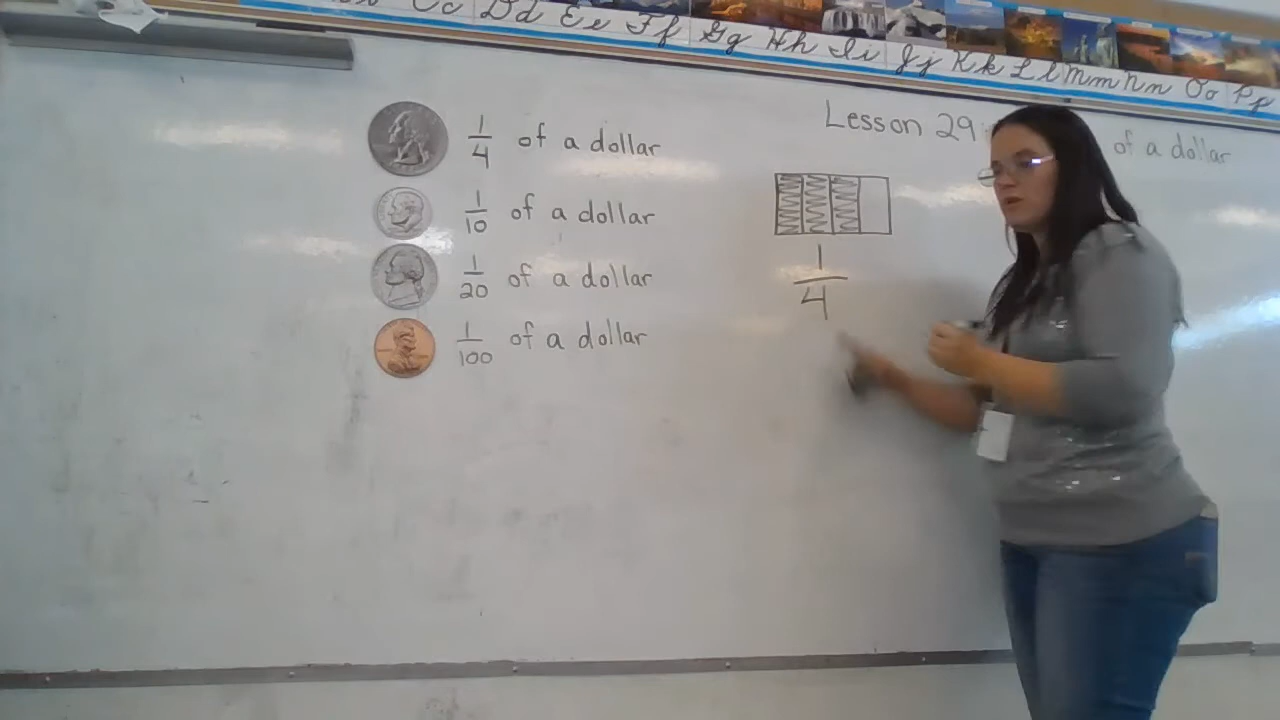 Cc Dd Ee Ff Gg Hh Ii Jj Kk Ll Mm Nn Oo Pp
Lesson 29
of a dollar
1/4 of a dollar
1/10 of a dollar
1/20 of a dollar
1/100 of a dollar
1/4